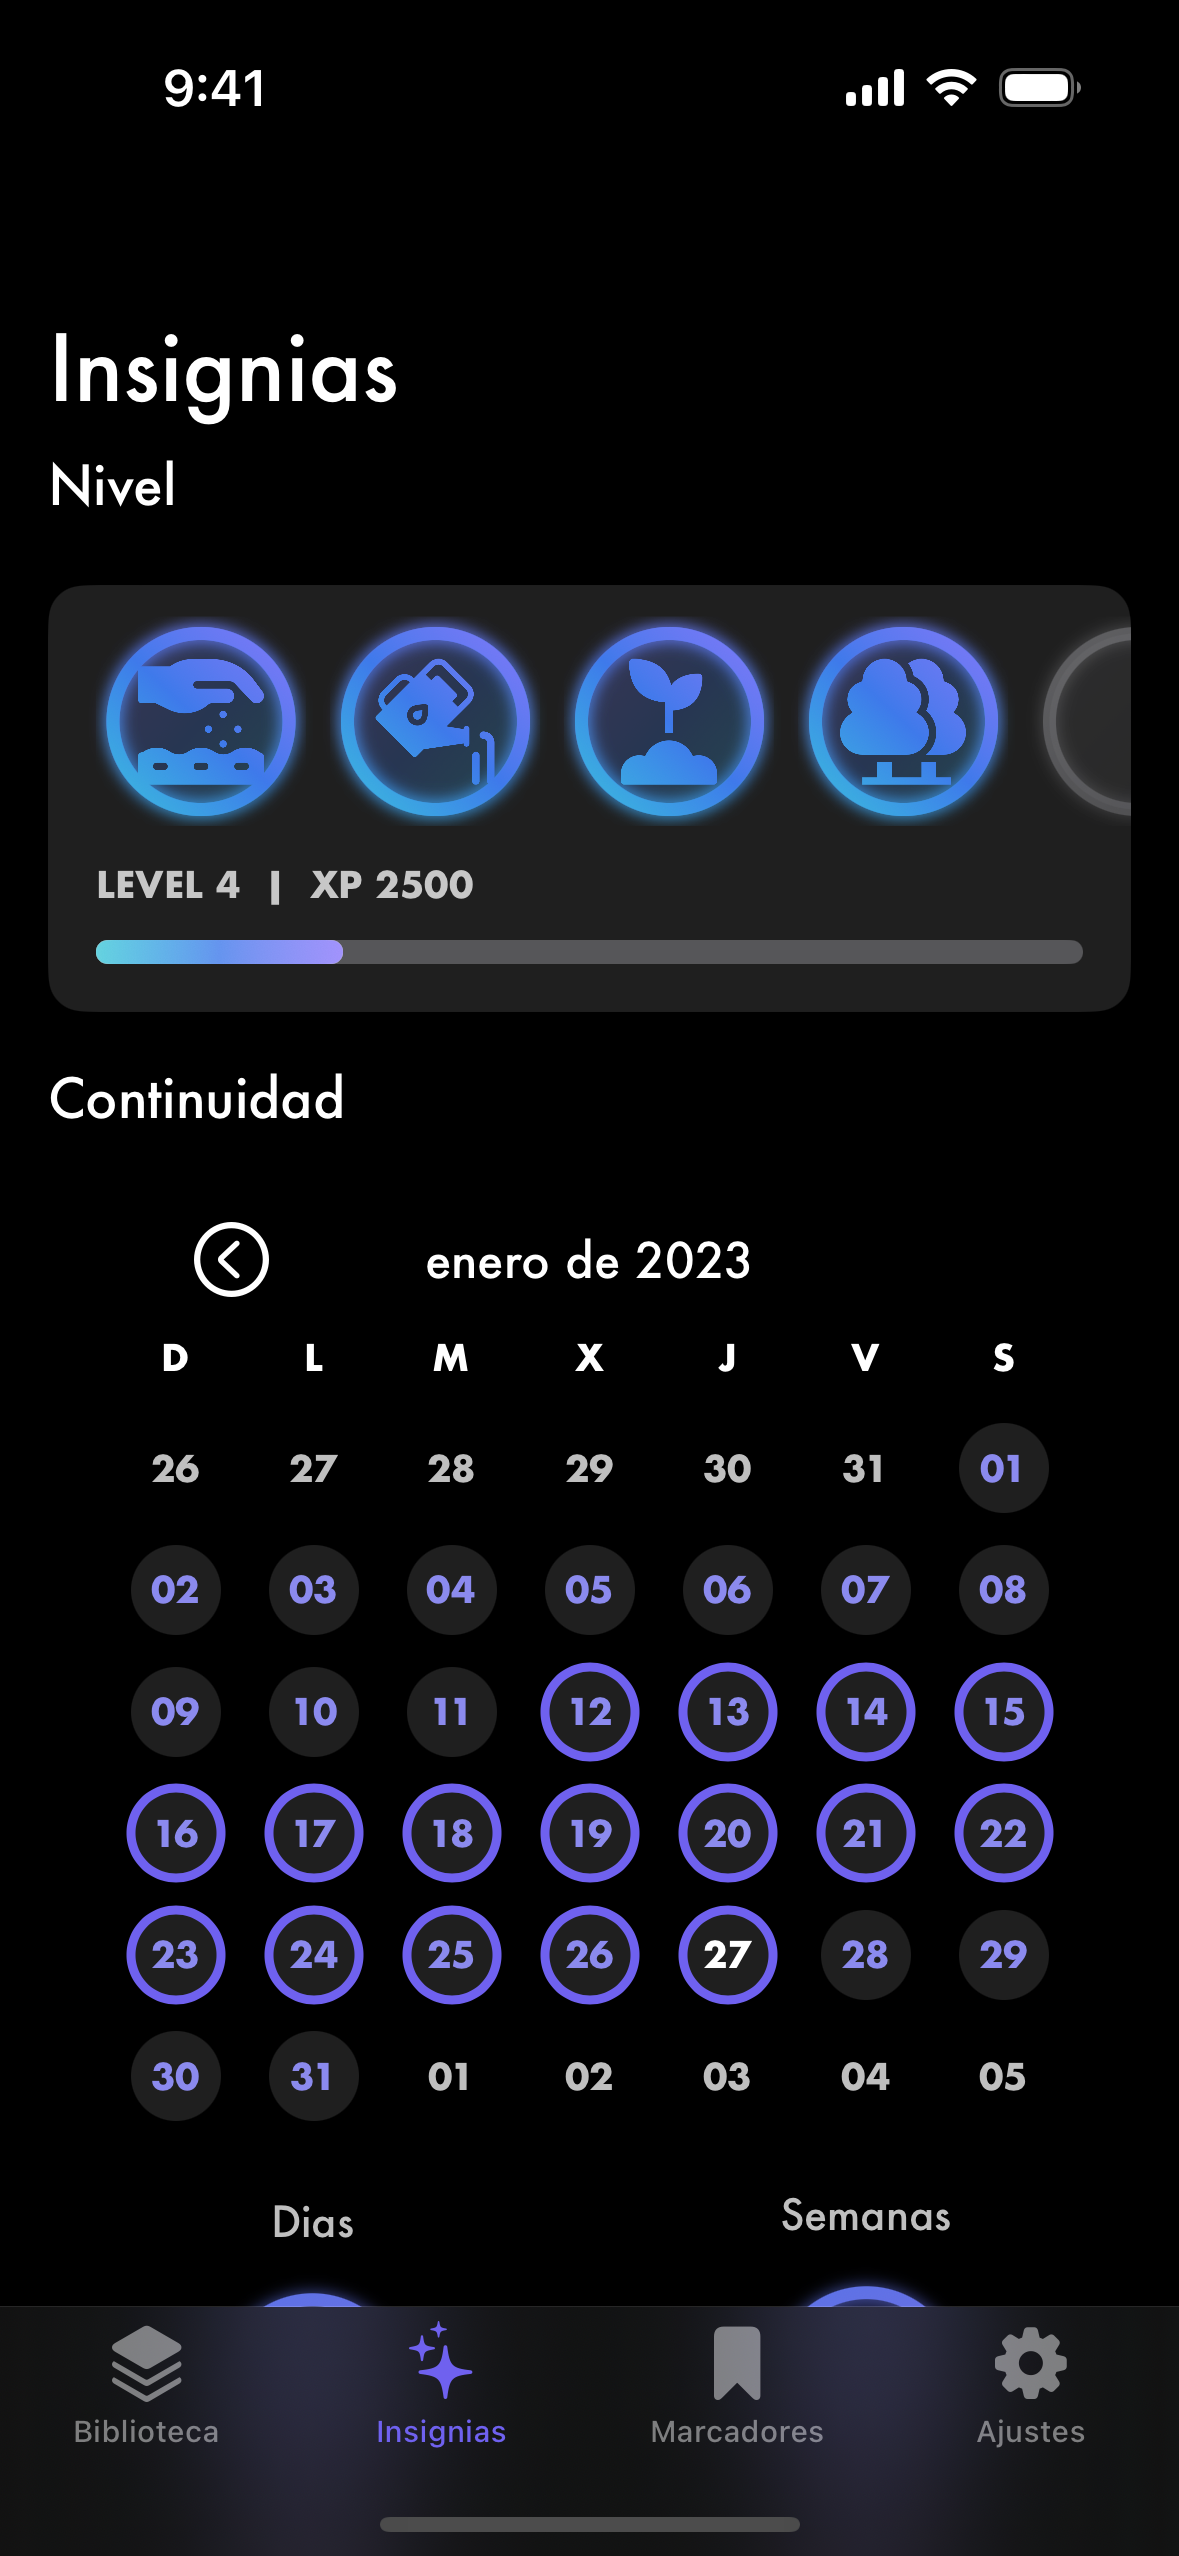 9:41
Insignias
Nivel
LEVEL 4 | XP 2500
Continuidad
enero de 2023
D L M X J V S
26 27 28 29 30 31 01
02 03 04 05 06 07 08
09 10 11 12 13 14 15
16 17 18 19 20 21 22
23 24 25 26 27 28 29
30 31 01 02 03 04 05
Dias Semanas
Biblioteca Insignias Marcadores Ajustes